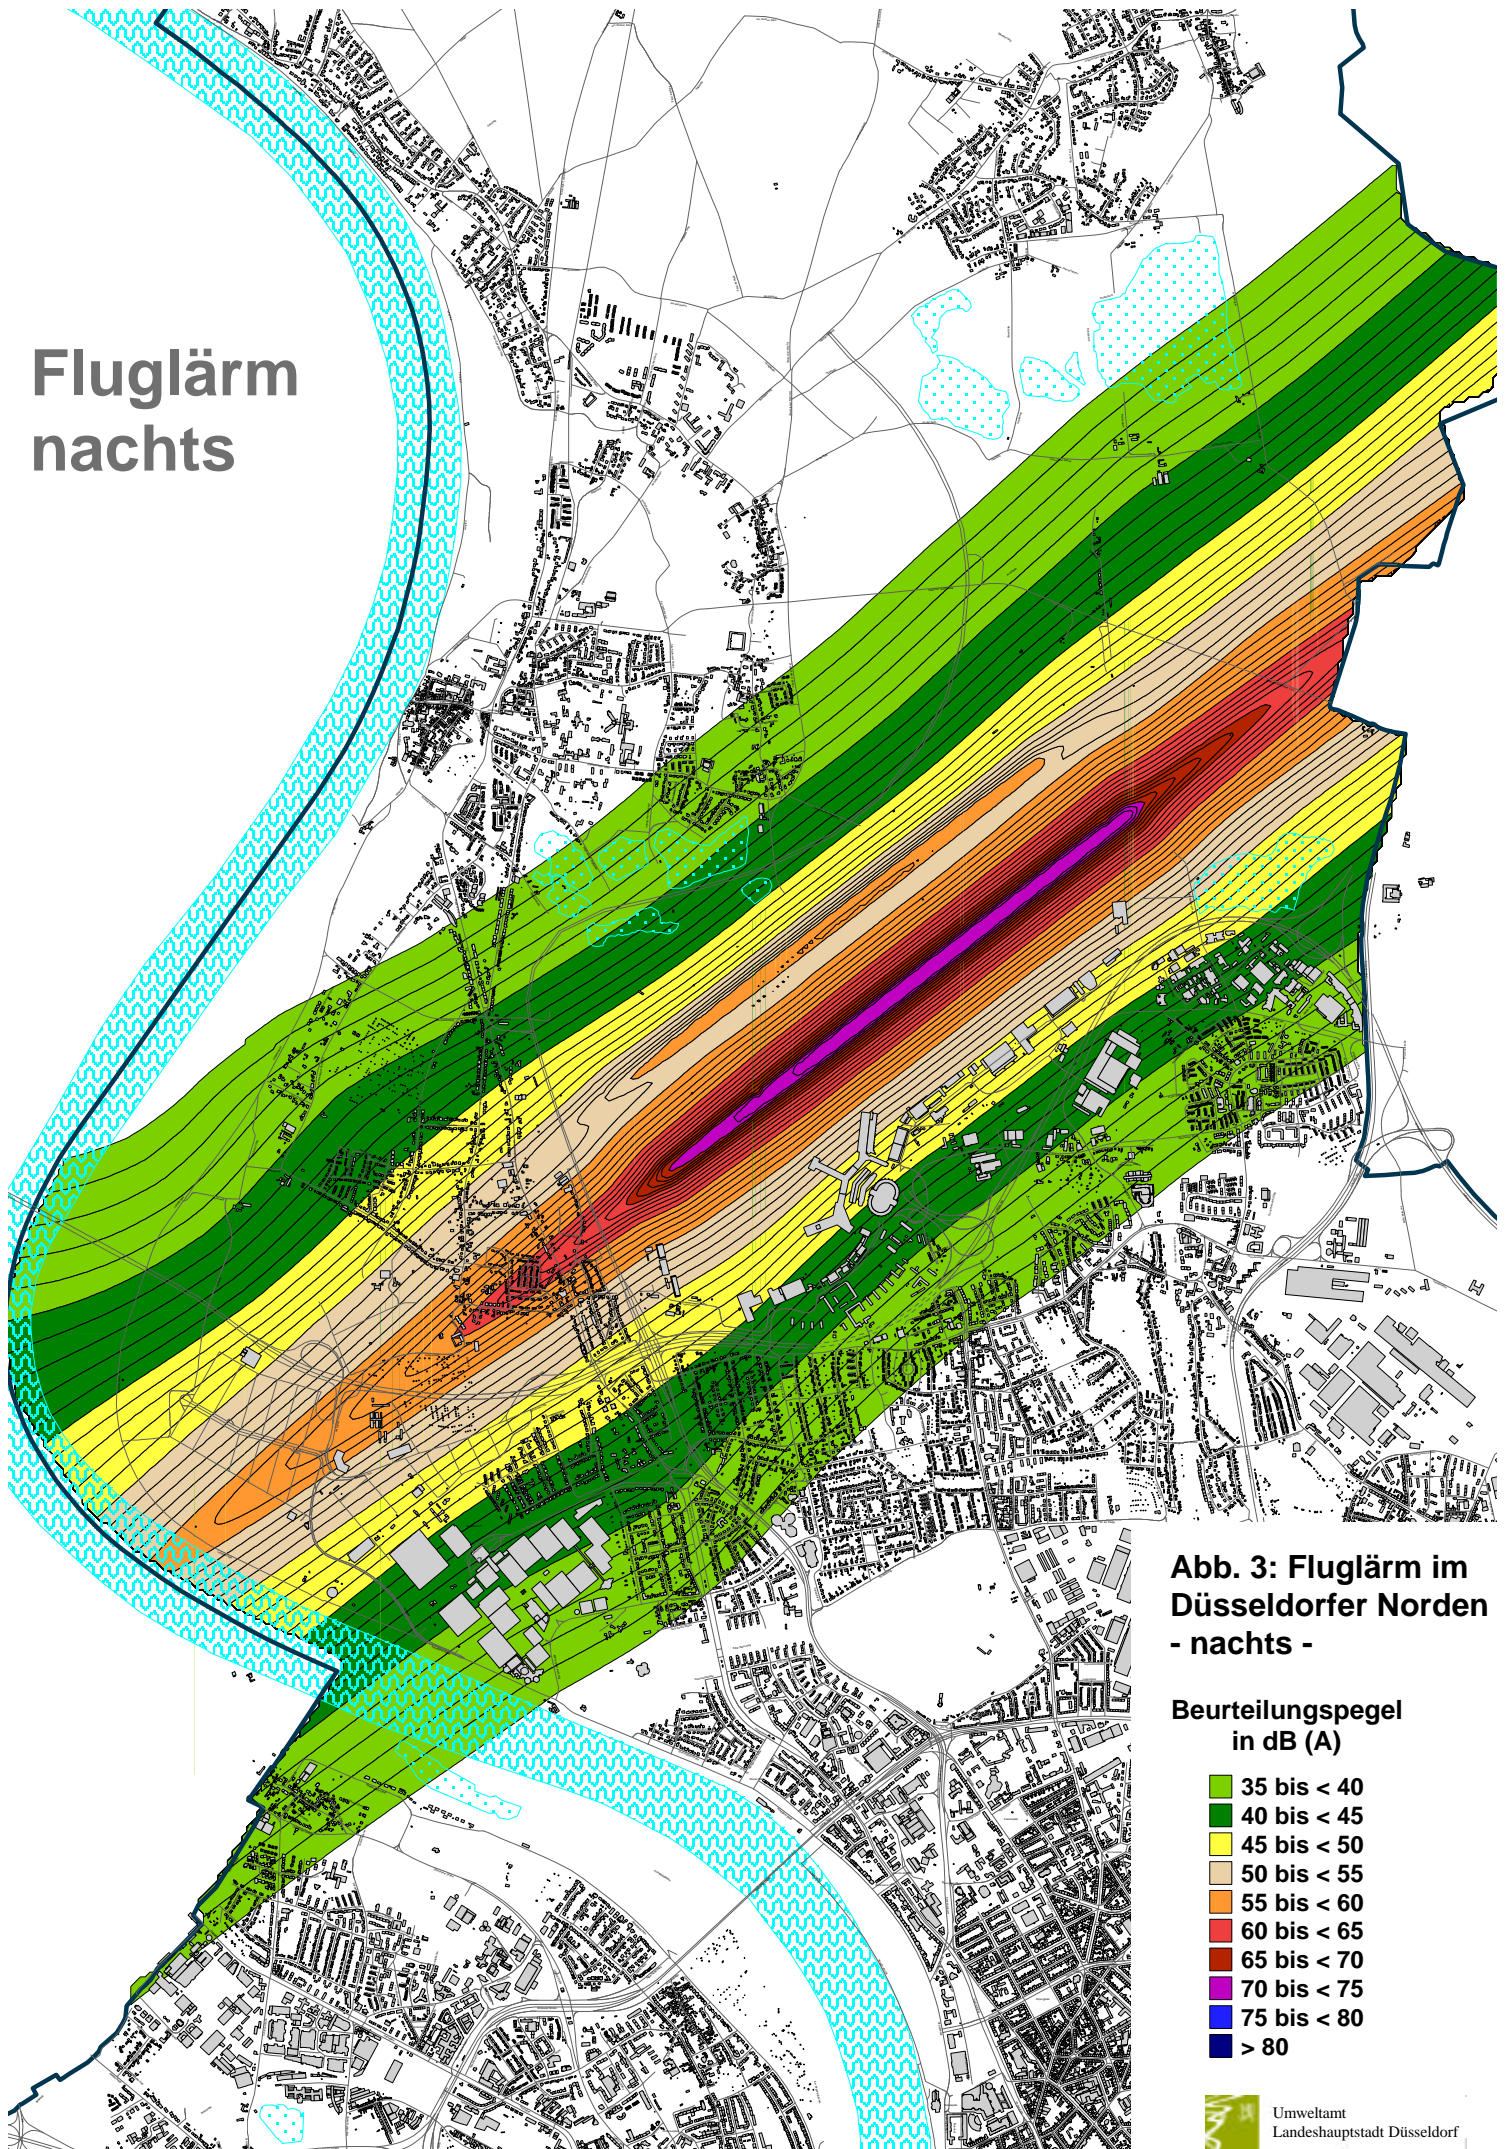 Fluglärm
nachts
Abb. 3: Fluglärm im
Düsseldorfer Norden
- nachts -
Beurteilungspegel
in dB (A)
35 bis < 40
40 bis < 45
45 bis < 50
50 bis < 55
55 bis < 60
60 bis < 65
65 bis < 70
70 bis < 75
75 bis < 80
> 80
Umweltamt
Landeshauptstadt Düsseldorf